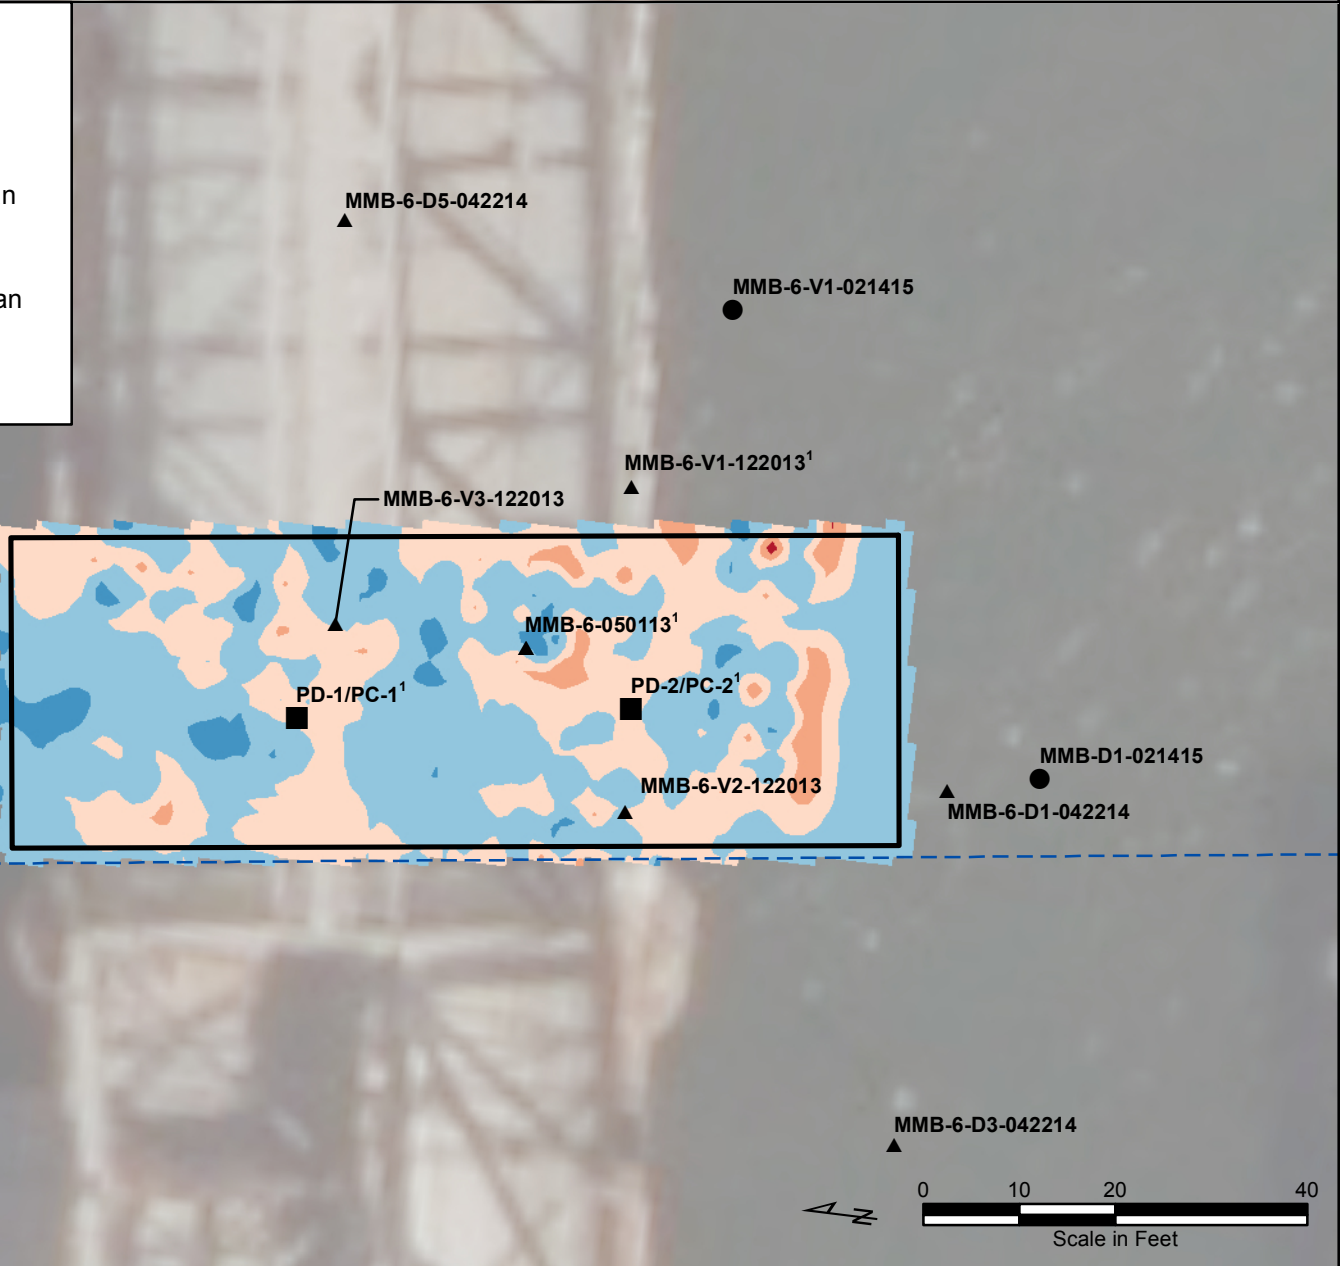 n
an
MMB-6-D5-042214
MMB-6-V1-021415
MMB-6-V1-122013¹
MMB-6-V3-122013
MMB-6-050113¹
PD-1/PC-1¹
PD-2/PC-2¹
MMB-D1-021415
MMB-6-V2-122013
MMB-6-D1-042214
MMB-6-D3-042214
N
0 10 20 40
Scale in Feet